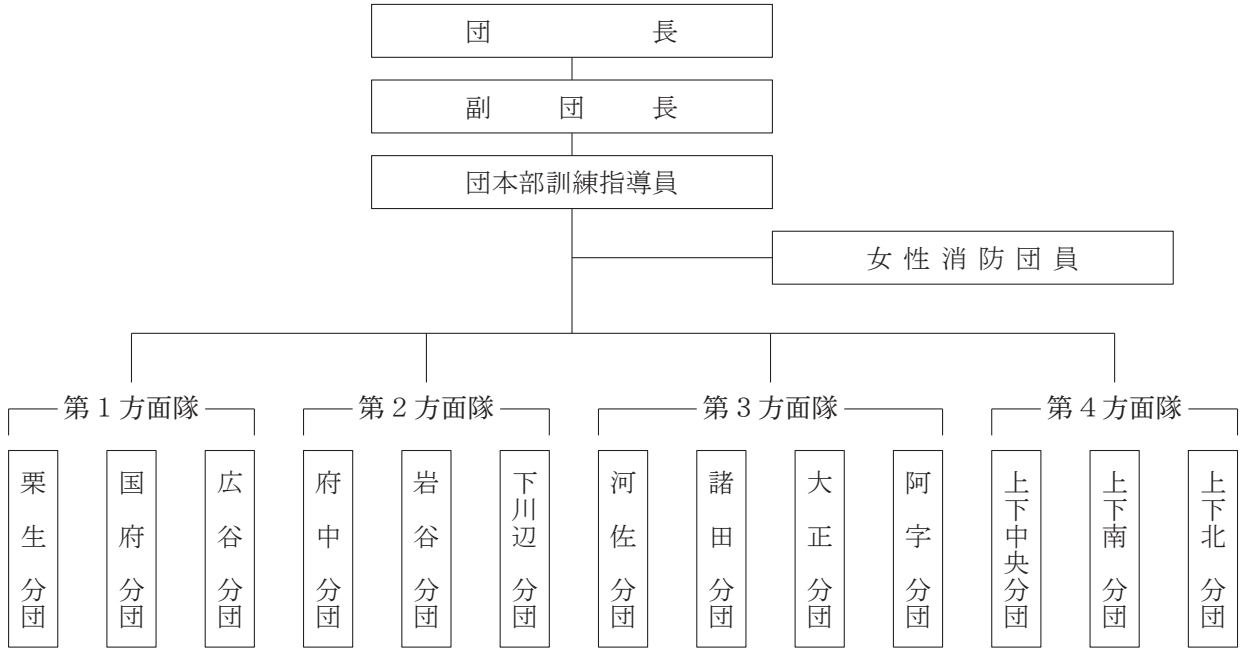 団長
副団長
団本部訓練指導員
女性消防団員
第1方面隊
第2方面隊
第3方面隊
第4方面隊
栗生分団
国府分団
広谷分団
府中分団
岩谷分団
下川辺分団
河佐分団
諸田分団
大正分団
阿字分団
上下中央分団
上下南分団
上下北分団